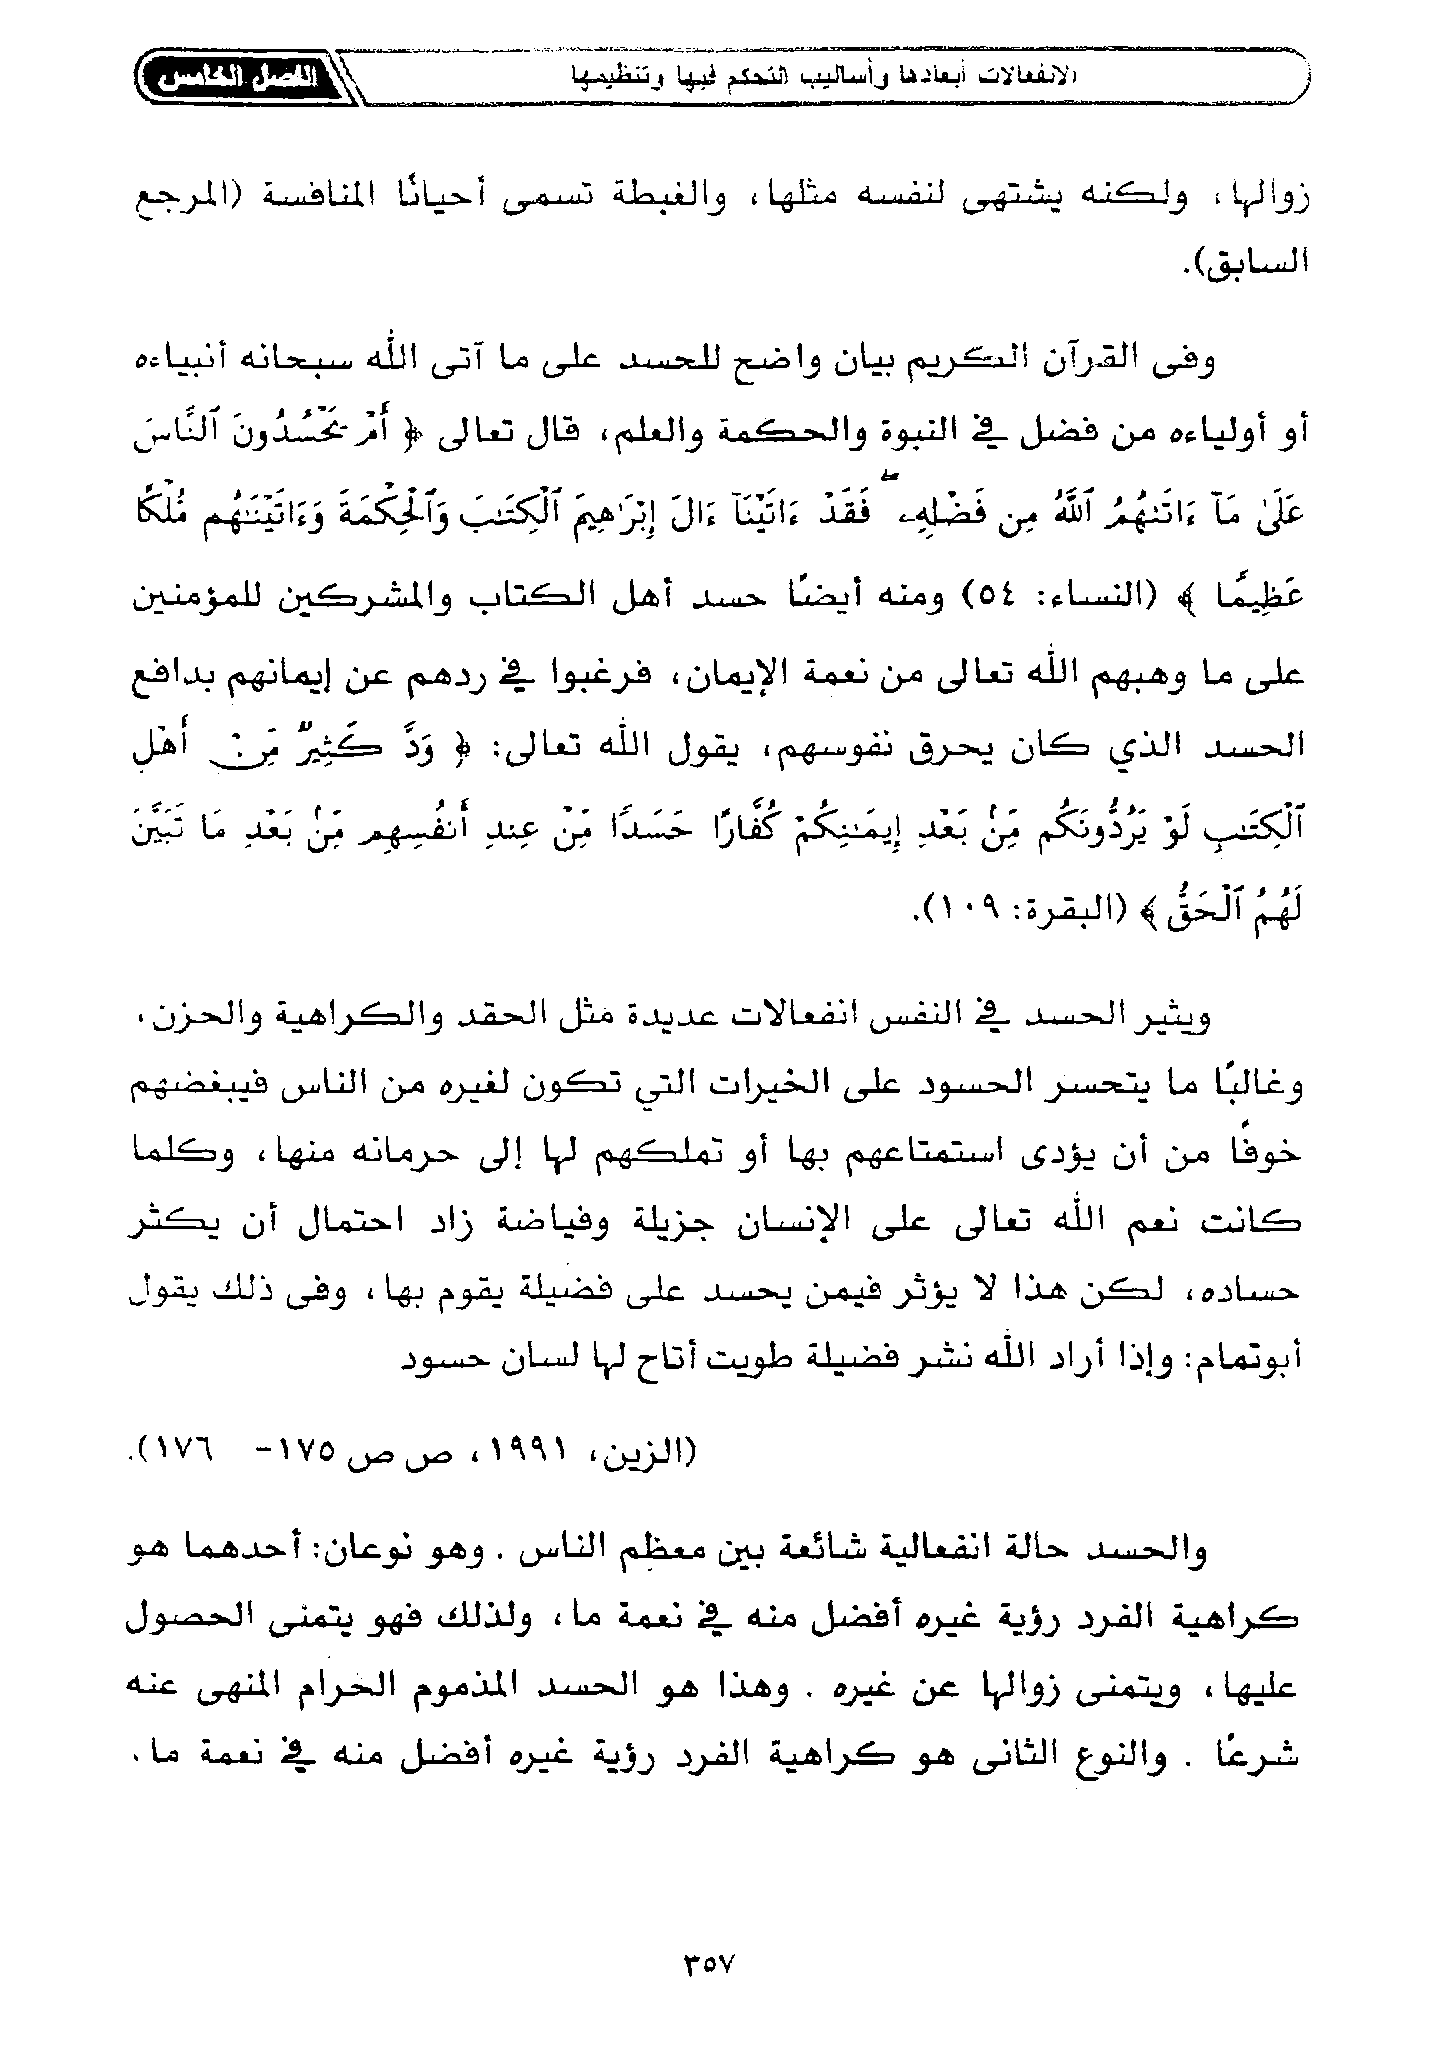 الانفعالات أبعادها وأساليب التحكم فيها وتنظيمها
الفصل الخامس
زوالها، ولكنه يشتهى لنفسه مثلها، والغبطة تسمى أحيانًا المنافسة (المرجع
السابق).
وفى القرآن الكريم بيان واضح للحسد على ما آتى الله سبحانه أنبياءه
أو أولياءه من فضل في النبوة والحكمة والعلم، قال تعالى ﴿ أَمْ يَحْسُدُونَ ٱلنَّاسَ
عَلَىٰ مَآ ءَاتَىٰهُمُ ٱللَّهُ مِن فَضْلِهِۦ ۖ فَقَدْ ءَاتَيْنَآ ءَالَ إِبْرَٰهِيمَ ٱلْكِتَٰبَ وَٱلْحِكْمَةَ وَءَاتَيْنَٰهُم مُّلْكًا
عَظِيمًا ﴾ (النساء: ٥٤) ومنه أيضًا حسد أهل الكتاب والمشركين للمؤمنين
على ما وهبهم الله تعالى من نعمة الإيمان، فرغبوا في ردهم عن إيمانهم بدافع
الحسد الذي كان يحرق نفوسهم، يقول الله تعالى: ﴿ وَدَّ كَثِيرٌ مِّنْ أَهْلِ
ٱلْكِتَٰبِ لَوْ يَرُدُّونَكُم مِّنۢ بَعْدِ إِيمَٰنِكُمْ كُفَّارًا حَسَدًا مِّنْ عِندِ أَنفُسِهِم مِّنۢ بَعْدِ مَا تَبَيَّنَ
لَهُمُ ٱلْحَقُّ ﴾ (البقرة: ١٠٩).
ويثير الحسد في النفس انفعالات عديدة مثل الحقد والكراهية والحزن،
وغالبًا ما يتحسر الحسود على الخيرات التي تكون لغيره من الناس فيبغضهم
خوفًا من أن يؤدى استمتاعهم بها أو تملكهم لها إلى حرمانه منها، وكلما
كانت نعم الله تعالى على الإنسان جزيلة وفياضة زاد احتمال أن يكثر
حساده، لكن هذا لا يؤثر فيمن يحسد على فضيلة يقوم بها، وفى ذلك يقول
أبوتمام: وإذا أراد الله نشر فضيلة طويت أتاح لها لسان حسود
(الزين، ١٩٩١، ص ص ١٧٥- ١٧٦).
والحسد حالة انفعالية شائعة بين معظم الناس . وهو نوعان: أحدهما هو
كراهية الفرد رؤية غيره أفضل منه في نعمة ما، ولذلك فهو يتمنى الحصول
عليها، ويتمنى زوالها عن غيره . وهذا هو الحسد المذموم الحرام المنهى عنه
شرعًا . والنوع الثانى هو كراهية الفرد رؤية غيره أفضل منه في نعمة ما،
٣٥٧